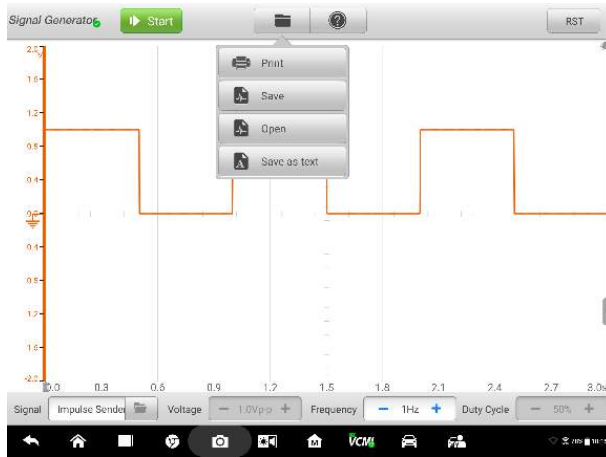 Signal Generator
Start
RST
Print
Save
Open
Save as text
2.0
1.6
1.2
0.8
0.4
0.0
0.4
0.8
1.2
1.6
-2.0
0.0 0.3 0.6 0.9 1.2 1.5 1.8 2.1 2.4 2.7 3.0s
Signal Impulse Sender Voltage − 1.0Vp-p + Frequency − 1Hz + Duty Cycle − 50% +
VCMI